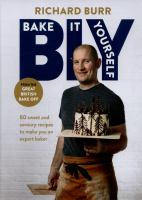 RICHARD BURR
BAKE IT
YOURSELF
BIY
GREAT
BRITISH
BAKE OFF
80 sweet and
savoury recipes
to make you an
expert baker